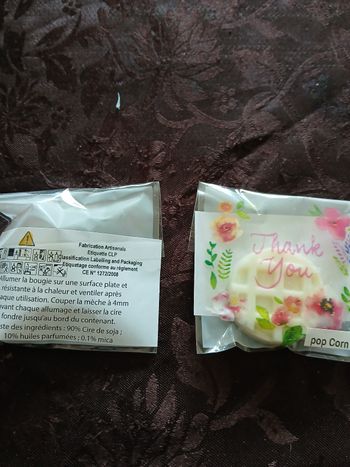 Fabrication Artisanale
Etiquette CLP
Classification Labelling and Packaging
Etiquetage conforme au règlement
CE N° 1272/2008
Allumer la bougie sur une surface plate et
résistante à la chaleur et ventiler après
aque utilisation. Couper la mèche à 4mm
avant chaque allumage et laisser la cire
fondre jusqu'au bord du contenant.
ste des ingrédients : 90% Cire de soja ;
10% huiles parfumées ; 0,1% mica
Thank
You
pop Corn